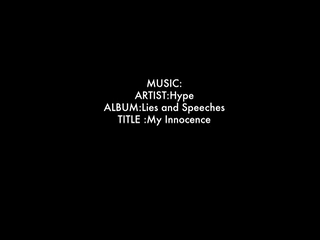 MUSIC:
ARTIST:Hype
ALBUM:Lies and Speeches
TITLE :My Innocence